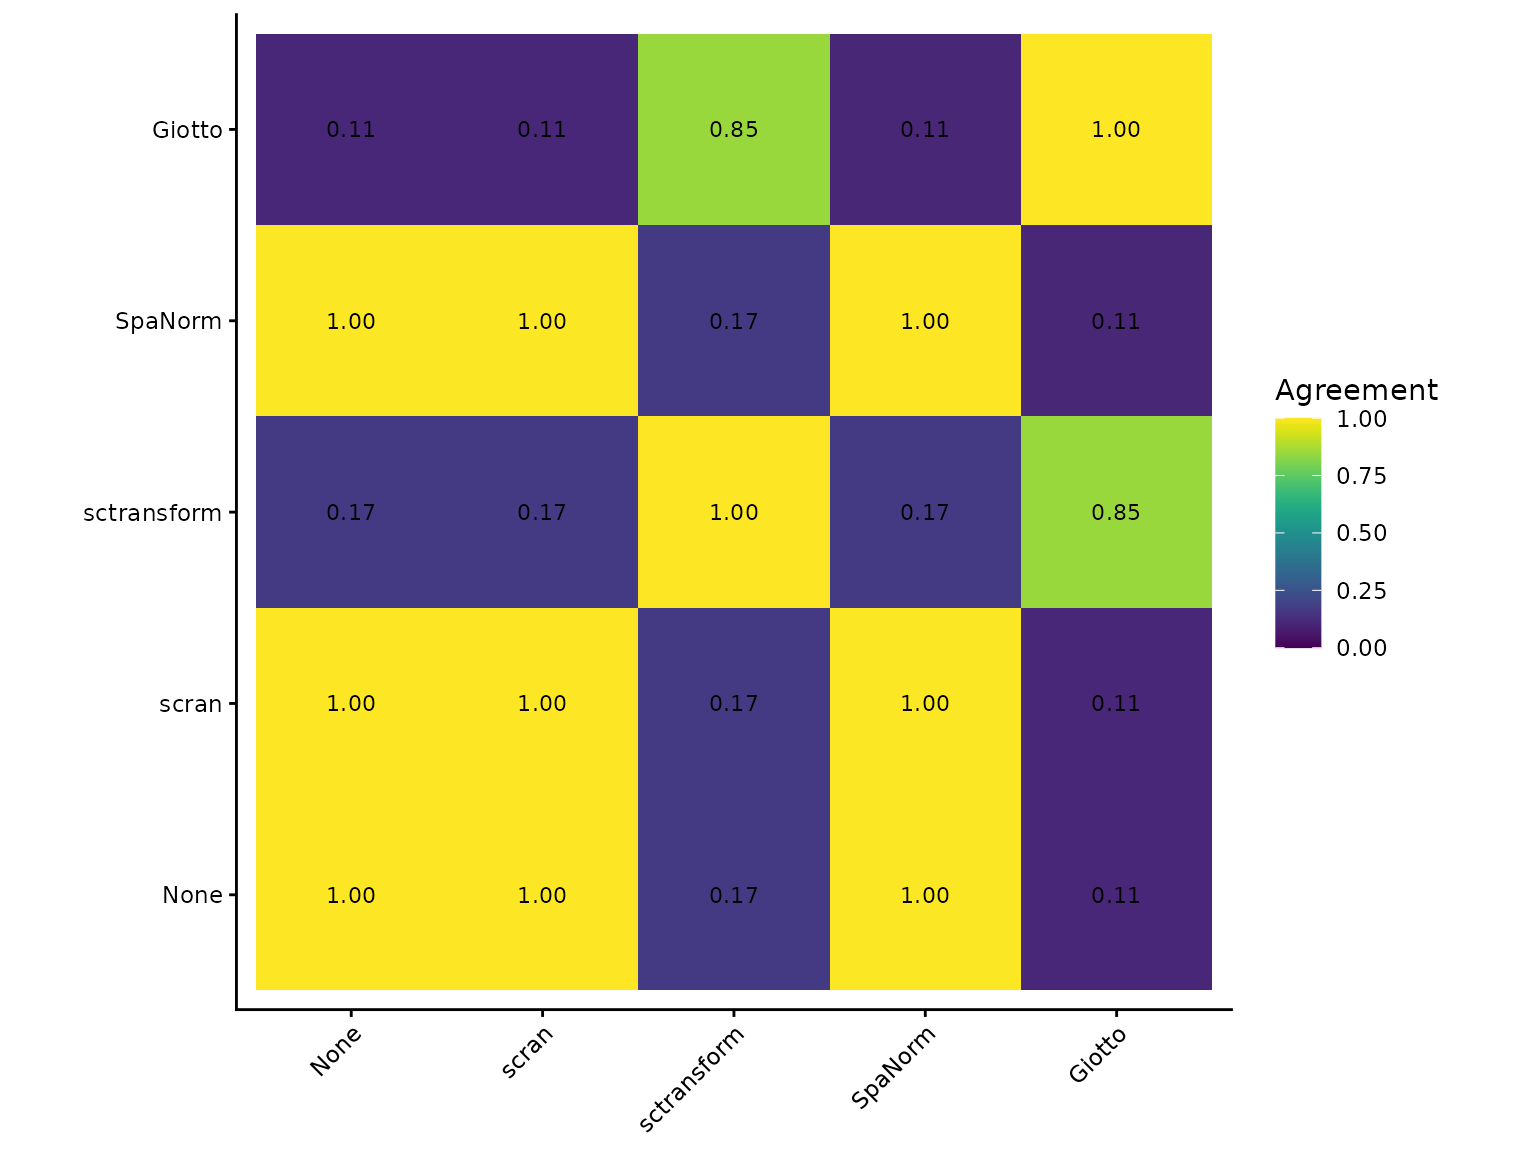 Giotto 0.11 0.11 0.85 0.11 1.00
SpaNorm 1.00 1.00 0.17 1.00 0.11
sctransform 0.17 0.17 1.00 0.17 0.85
scran 1.00 1.00 0.17 1.00 0.11
None 1.00 1.00 0.17 1.00 0.11
None scran sctransform SpaNorm Giotto
Agreement
1.00
0.75
0.50
0.25
0.00